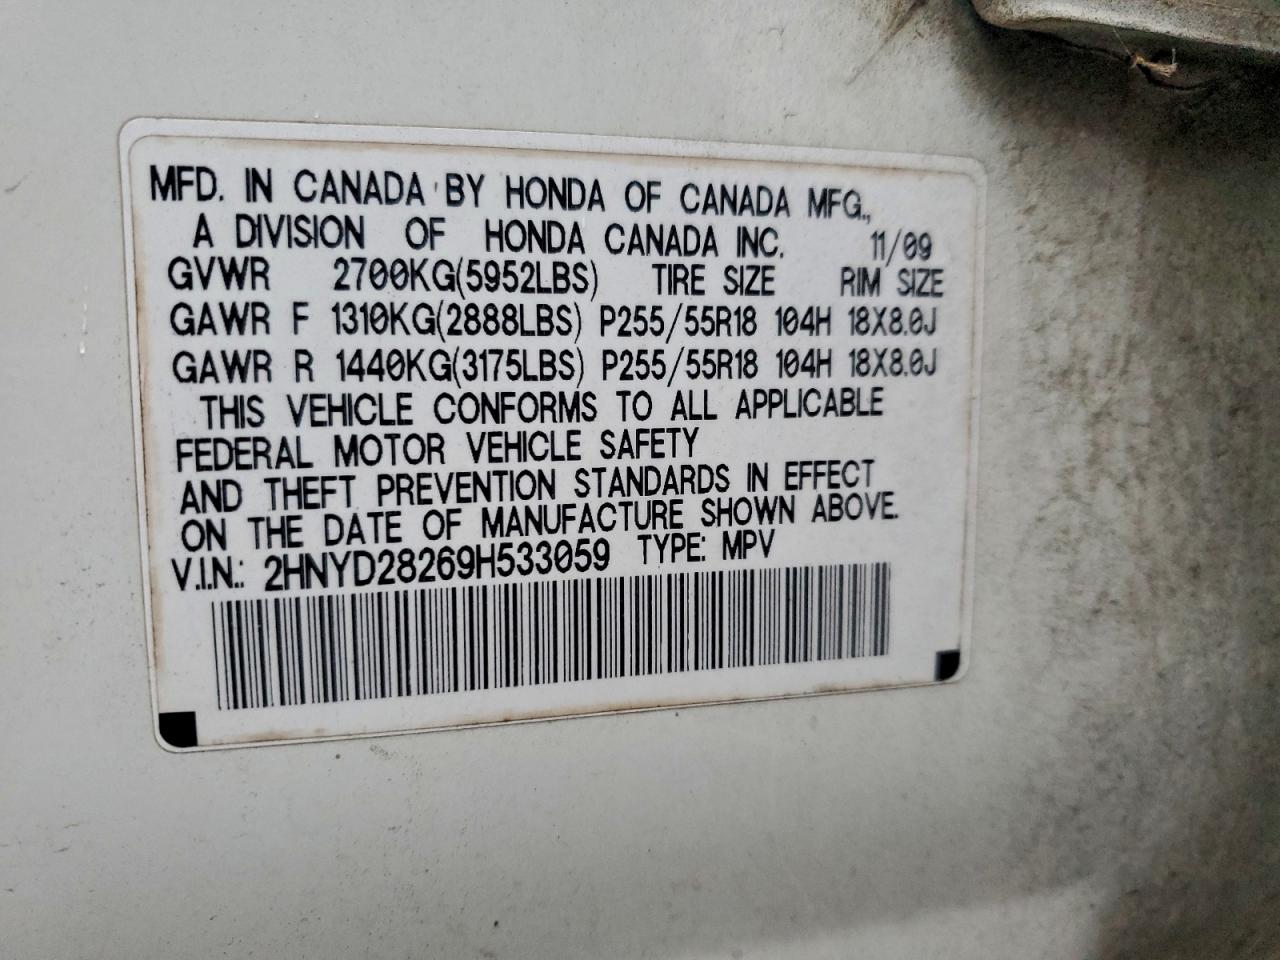 MFD. IN CANADA BY HONDA OF CANADA MFG.,
A DIVISION OF HONDA CANADA INC. 11/09
GVWR 2700KG(5952LBS) TIRE SIZE RIM SIZE
GAWR F 1310KG(2888LBS) P255/55R18 104H 18X8.0J
GAWR R 1440KG(3175LBS) P255/55R18 104H 18X8.0J
THIS VEHICLE CONFORMS TO ALL APPLICABLE
FEDERAL MOTOR VEHICLE SAFETY
AND THEFT PREVENTION STANDARDS IN EFFECT
ON THE DATE OF MANUFACTURE SHOWN ABOVE.
V.I.N.: 2HNYD28269H533059 TYPE: MPV